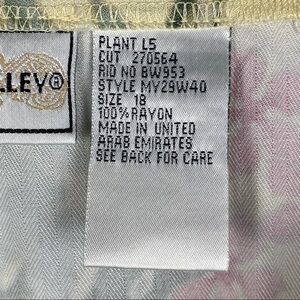 LLEY®
PLANT L5
CUT 270564
RID NO BW953
STYLE MY29W40
SIZE 18
100%RAYON
MADE IN UNITED
ARAB EMIRATES
SEE BACK FOR CARE